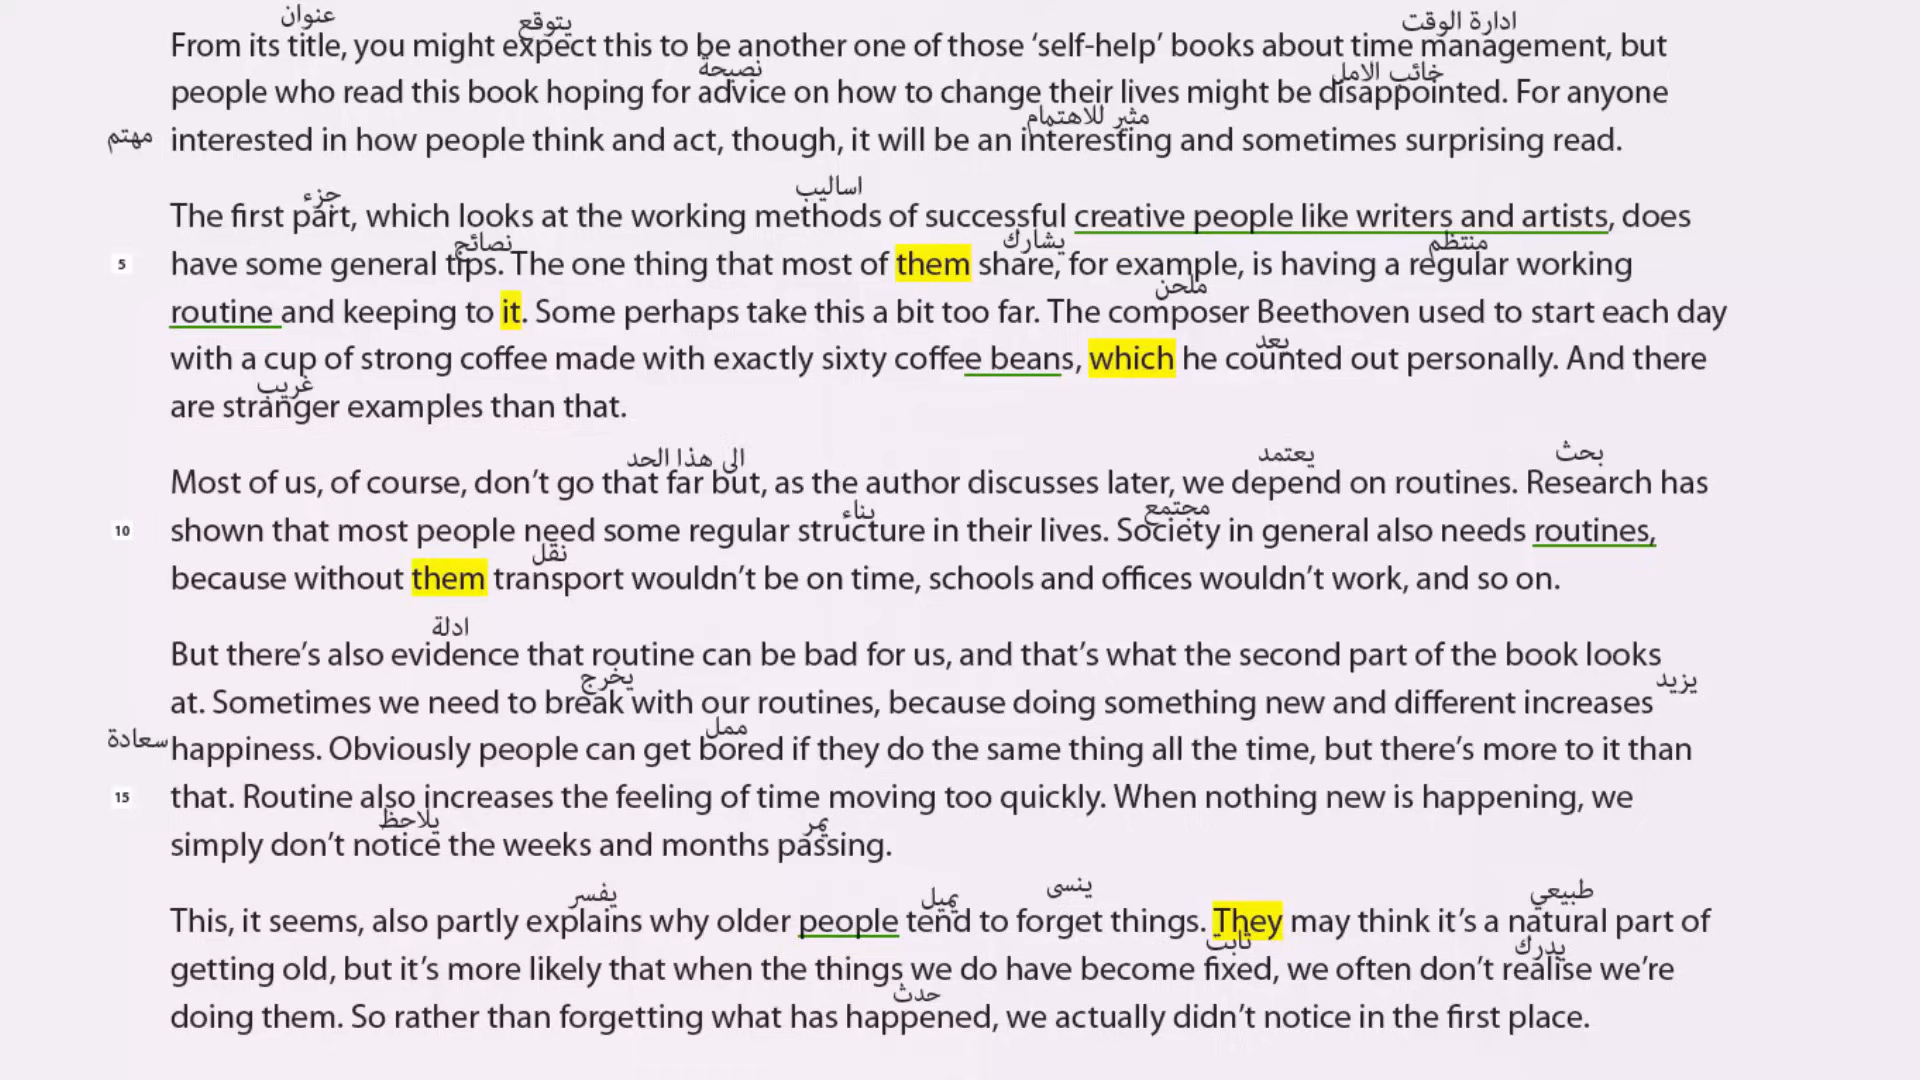 عنوان يتوقع ادارة الوقت
From its title, you might expect this to be another one of those ‘self-help’ books about time management, but
نصيحة خائب الامل
people who read this book hoping for advice on how to change their lives might be disappointed. For anyone
مثير للاهتمام
مهتم interested in how people think and act, though, it will be an interesting and sometimes surprising read.
جزء اساليب
The first part, which looks at the working methods of successful creative people like writers and artists, does
نصائح يشارك منتظم
5 have some general tips. The one thing that most of them share, for example, is having a regular working
ملحن
routine and keeping to it. Some perhaps take this a bit too far. The composer Beethoven used to start each day
يعد
with a cup of strong coffee made with exactly sixty coffee beans, which he counted out personally. And there
غريب
are stranger examples than that.
الى هذا الحد يعتمد بحث
Most of us, of course, don’t go that far but, as the author discusses later, we depend on routines. Research has
بناء مجتمع
10 shown that most people need some regular structure in their lives. Society in general also needs routines,
نقل
because without them transport wouldn’t be on time, schools and offices wouldn’t work, and so on.
ادلة
But there’s also evidence that routine can be bad for us, and that’s what the second part of the book looks
يخرج يزيد
at. Sometimes we need to break with our routines, because doing something new and different increases
ممل
سعادة happiness. Obviously people can get bored if they do the same thing all the time, but there’s more to it than
15 that. Routine also increases the feeling of time moving too quickly. When nothing new is happening, we
يلاحظ يمر
simply don’t notice the weeks and months passing.
يفسر يميل ينسى طبيعي
This, it seems, also partly explains why older people tend to forget things. They may think it’s a natural part of
ثابت يدرك
getting old, but it’s more likely that when the things we do have become fixed, we often don’t realise we’re
حدث
doing them. So rather than forgetting what has happened, we actually didn’t notice in the first place.